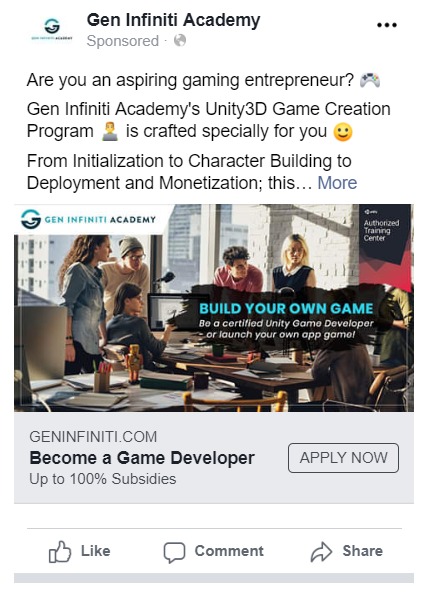 Gen Infiniti Academy
Sponsored ·
Are you an aspiring gaming entrepreneur? 🎮
Gen Infiniti Academy's Unity3D Game Creation
Program 👨‍💼 is crafted specially for you 🙂
From Initialization to Character Building to
Deployment and Monetization; this… More
GEN INFINITI ACADEMY
Authorized
Training
Center
BUILD YOUR OWN GAME
Be a certified Unity Game Developer
or launch your own app game!
GENINFINITI.COM
Become a Game Developer
APPLY NOW
Up to 100% Subsidies
Like
Comment
Share